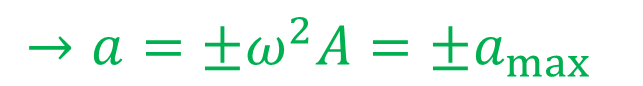 → a = ±ω²A = ±a_max